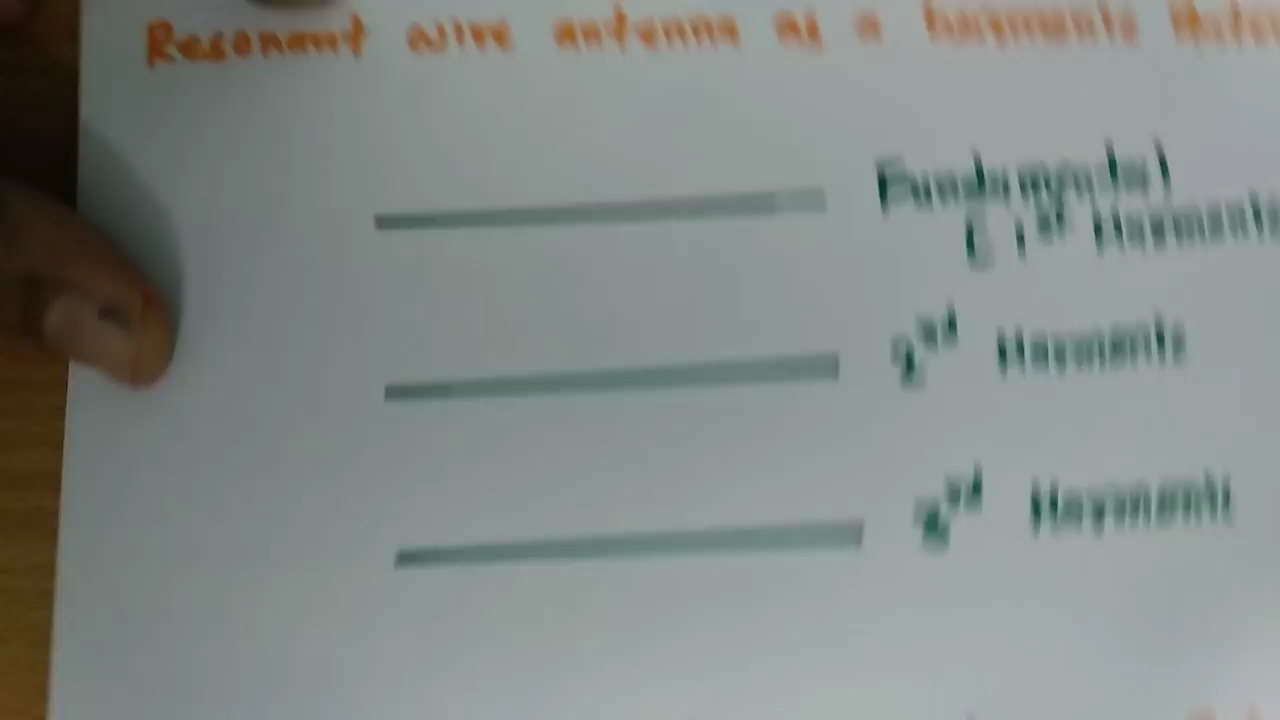 Resonant wire antenna as a harmonic
Fundamental
( 1st Harmonic
2nd Harmonic
3rd Harmonic